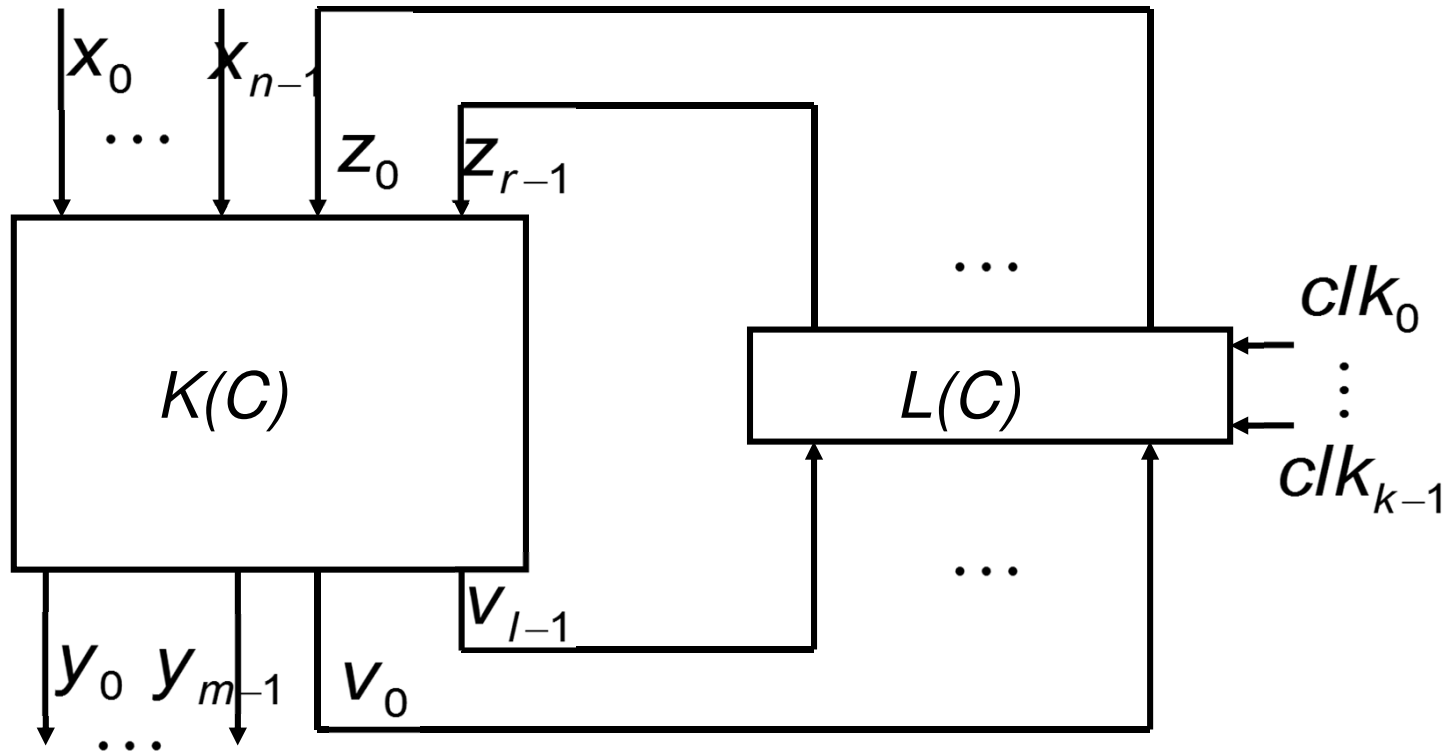 x₀ ... xₙ₋₁ z₀ zᵣ₋₁
...
clk₀
⋮
K(C) L(C)
clkₖ₋₁
...
y₀ ... yₘ₋₁ v₀ vₗ₋₁